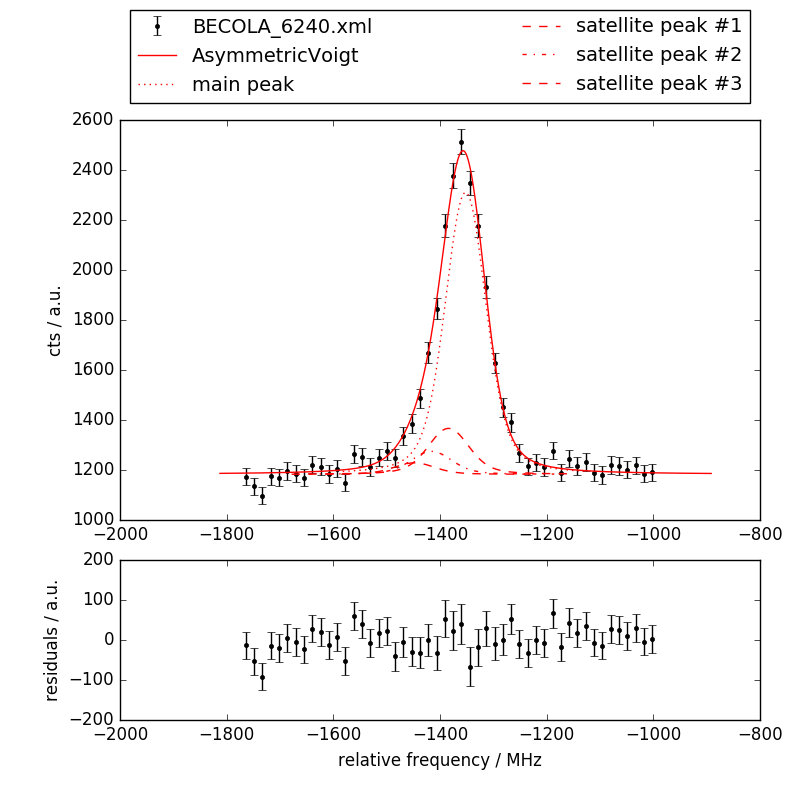 BECOLA_6240.xml
AsymmetricVoigt
main peak
satellite peak #1
satellite peak #2
satellite peak #3
2600
2400
2200
2000
1800
1600
1400
1200
1000
cts / a.u.
−2000 −1800 −1600 −1400 −1200 −1000 −800
200
100
0
−100
−200
residuals / a.u.
−2000 −1800 −1600 −1400 −1200 −1000 −800
relative frequency / MHz